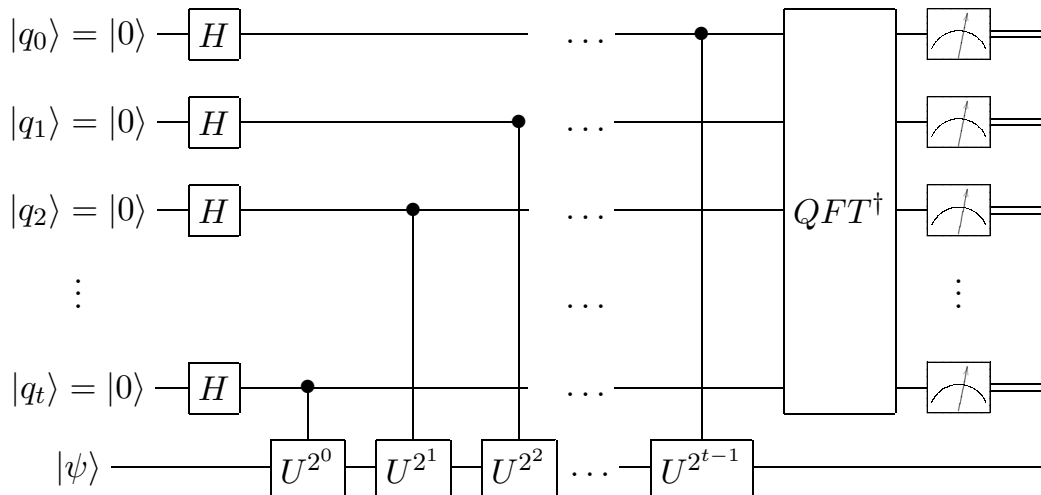 |q₀⟩ = |0⟩ H ...
|q₁⟩ = |0⟩ H ...
|q₂⟩ = |0⟩ H ... QFT†
⋮ ... ⋮
|qₜ⟩ = |0⟩ H ...
|ψ⟩ U^{2^0} U^{2^1} U^{2^2} ... U^{2^{t−1}}